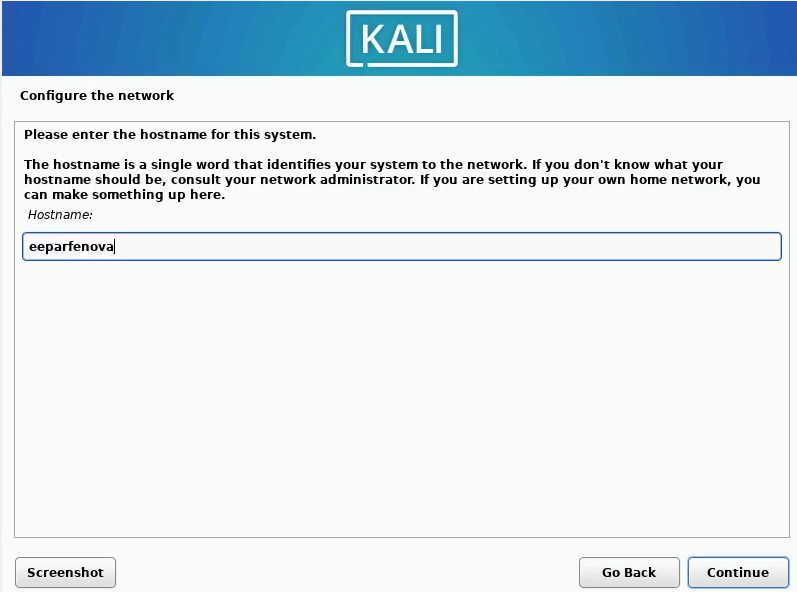 KALI
Configure the network
Please enter the hostname for this system.
The hostname is a single word that identifies your system to the network. If you don't know what your
hostname should be, consult your network administrator. If you are setting up your own home network, you
can make something up here.
Hostname:
eeparfenova
Screenshot
Go Back
Continue